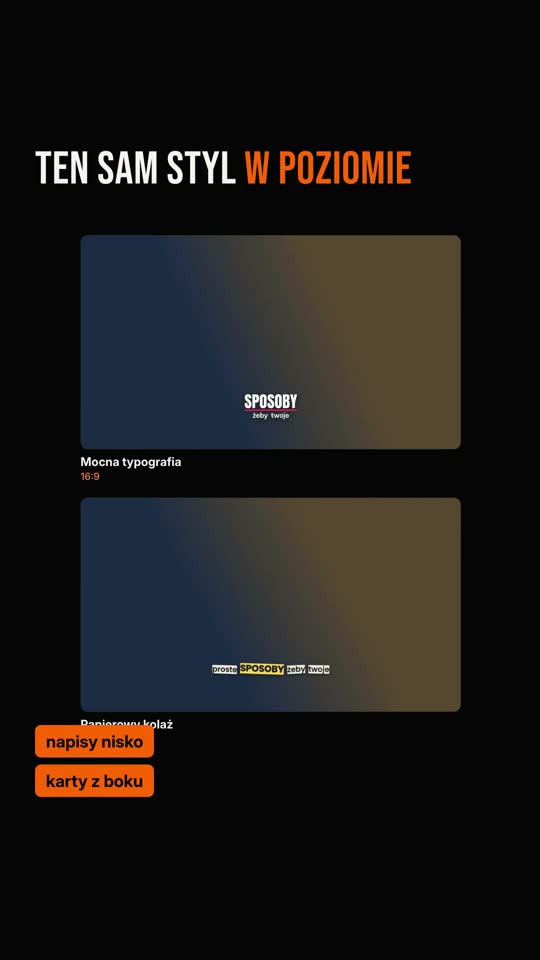 TEN SAM STYL W POZIOMIE
SPOSOBY
żeby twoje
Mocna typografia
16:9
proste SPOSOBY żeby twoje
Papierowy kolaż
napisy nisko
karty z boku